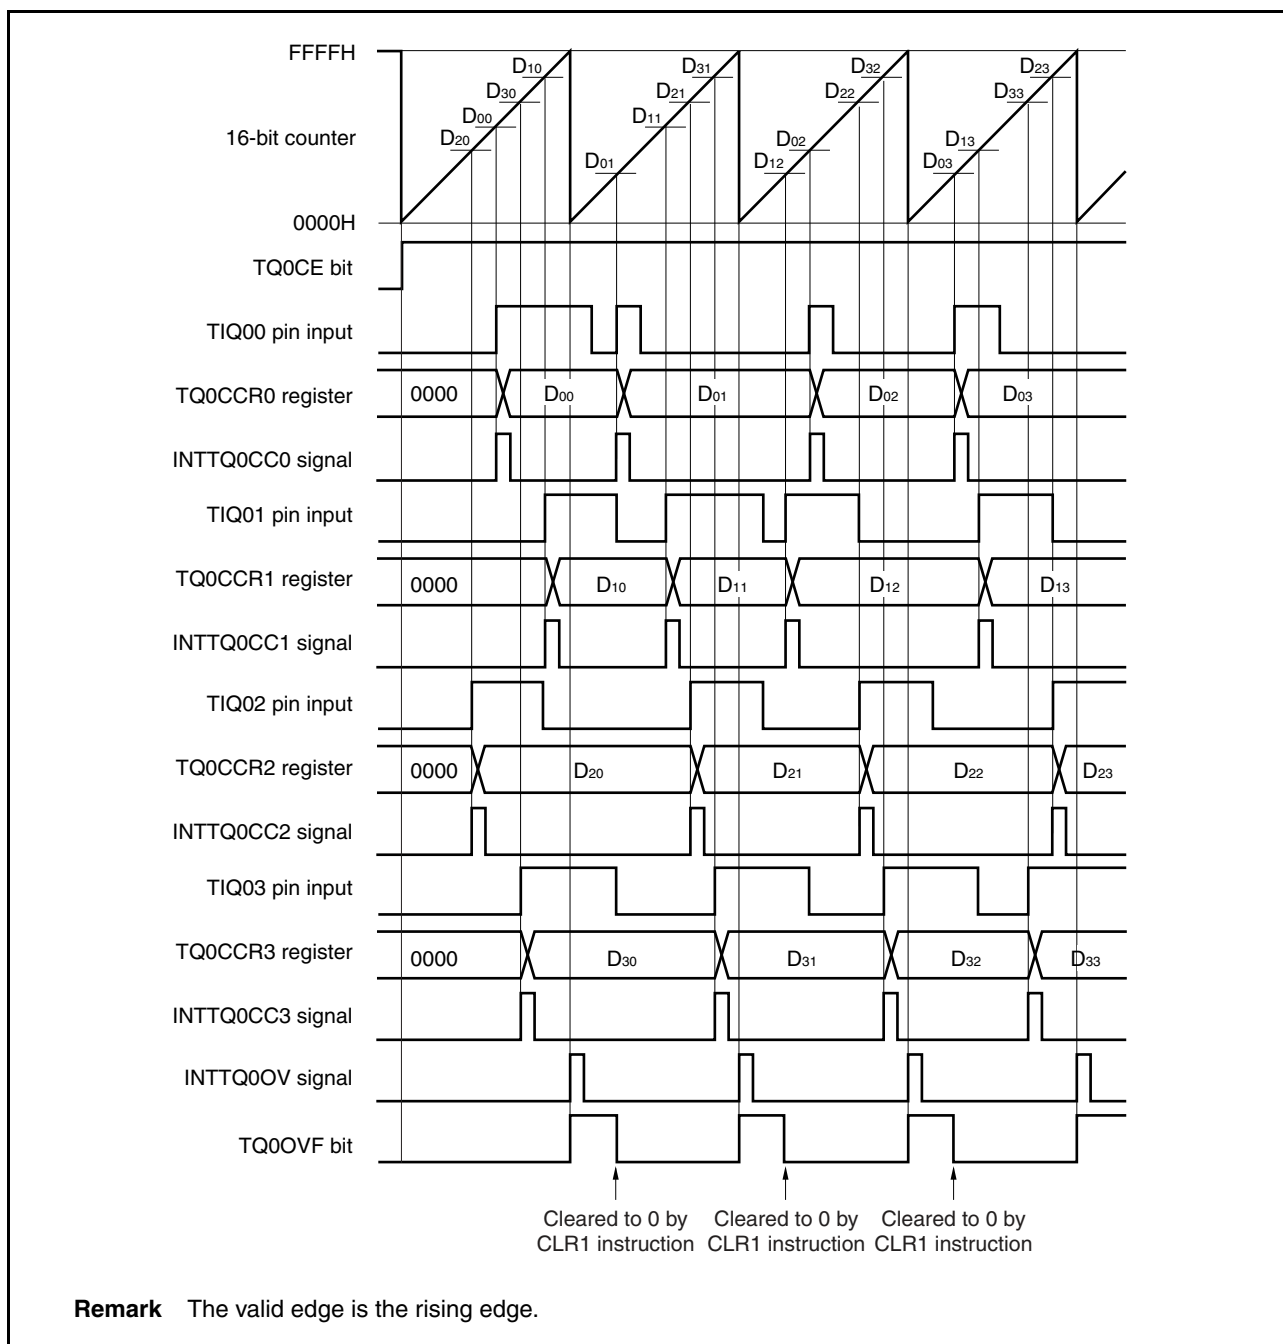 FFFFH
D10
D31
D32
D23
D30
D21
D22
D33
D00
D11
16-bit counter
D20
D02
D13
D01
D12
D03
0000H
TQ0CE bit
TIQ00 pin input
TQ0CCR0 register
0000
D00
D01
D02
D03
INTTQ0CC0 signal
TIQ01 pin input
TQ0CCR1 register
0000
D10
D11
D12
D13
INTTQ0CC1 signal
TIQ02 pin input
TQ0CCR2 register
0000
D20
D21
D22
D23
INTTQ0CC2 signal
TIQ03 pin input
TQ0CCR3 register
0000
D30
D31
D32
D33
INTTQ0CC3 signal
INTTQ0OV signal
TQ0OVF bit
Cleared to 0 by
CLR1 instruction
Cleared to 0 by
CLR1 instruction
Cleared to 0 by
CLR1 instruction
Remark The valid edge is the rising edge.